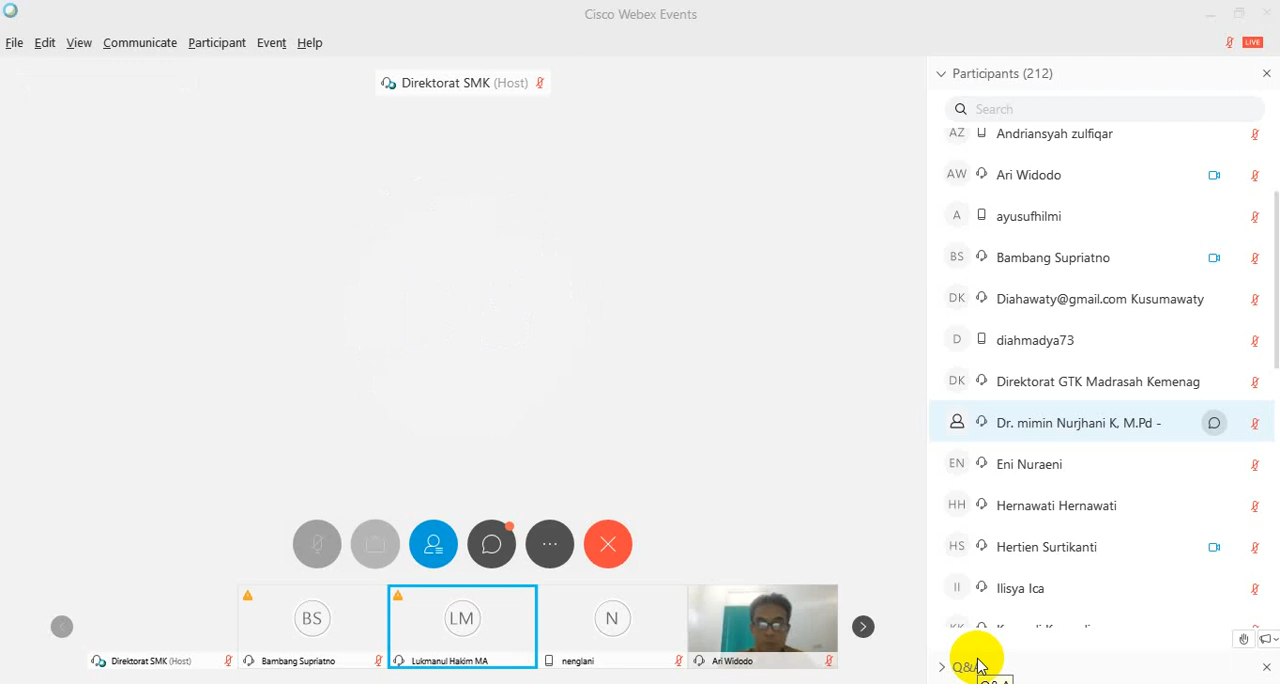 Cisco Webex Events
File Edit View Communicate Participant Event Help
LIVE
Direktorat SMK (Host)
Participants (212)
Search
AZ Andriansyah zulfiqar
AW Ari Widodo
A ayusufhilmi
BS Bambang Supriatno
DK Diahawaty@gmail.com Kusumawaty
D diahmadya73
DK Direktorat GTK Madrasah Kemenag
Dr. mimin Nurjhani K, M.Pd -
EN Eni Nuraeni
HH Hernawati Hernawati
HS Hertien Surtikanti
II Ilisya Ica
BS
LM
N
Direktorat SMK (Host)
Bambang Supriatno
Lukmanul Hakim MA
nenglani
Ari Widodo
Q&A
Q&A